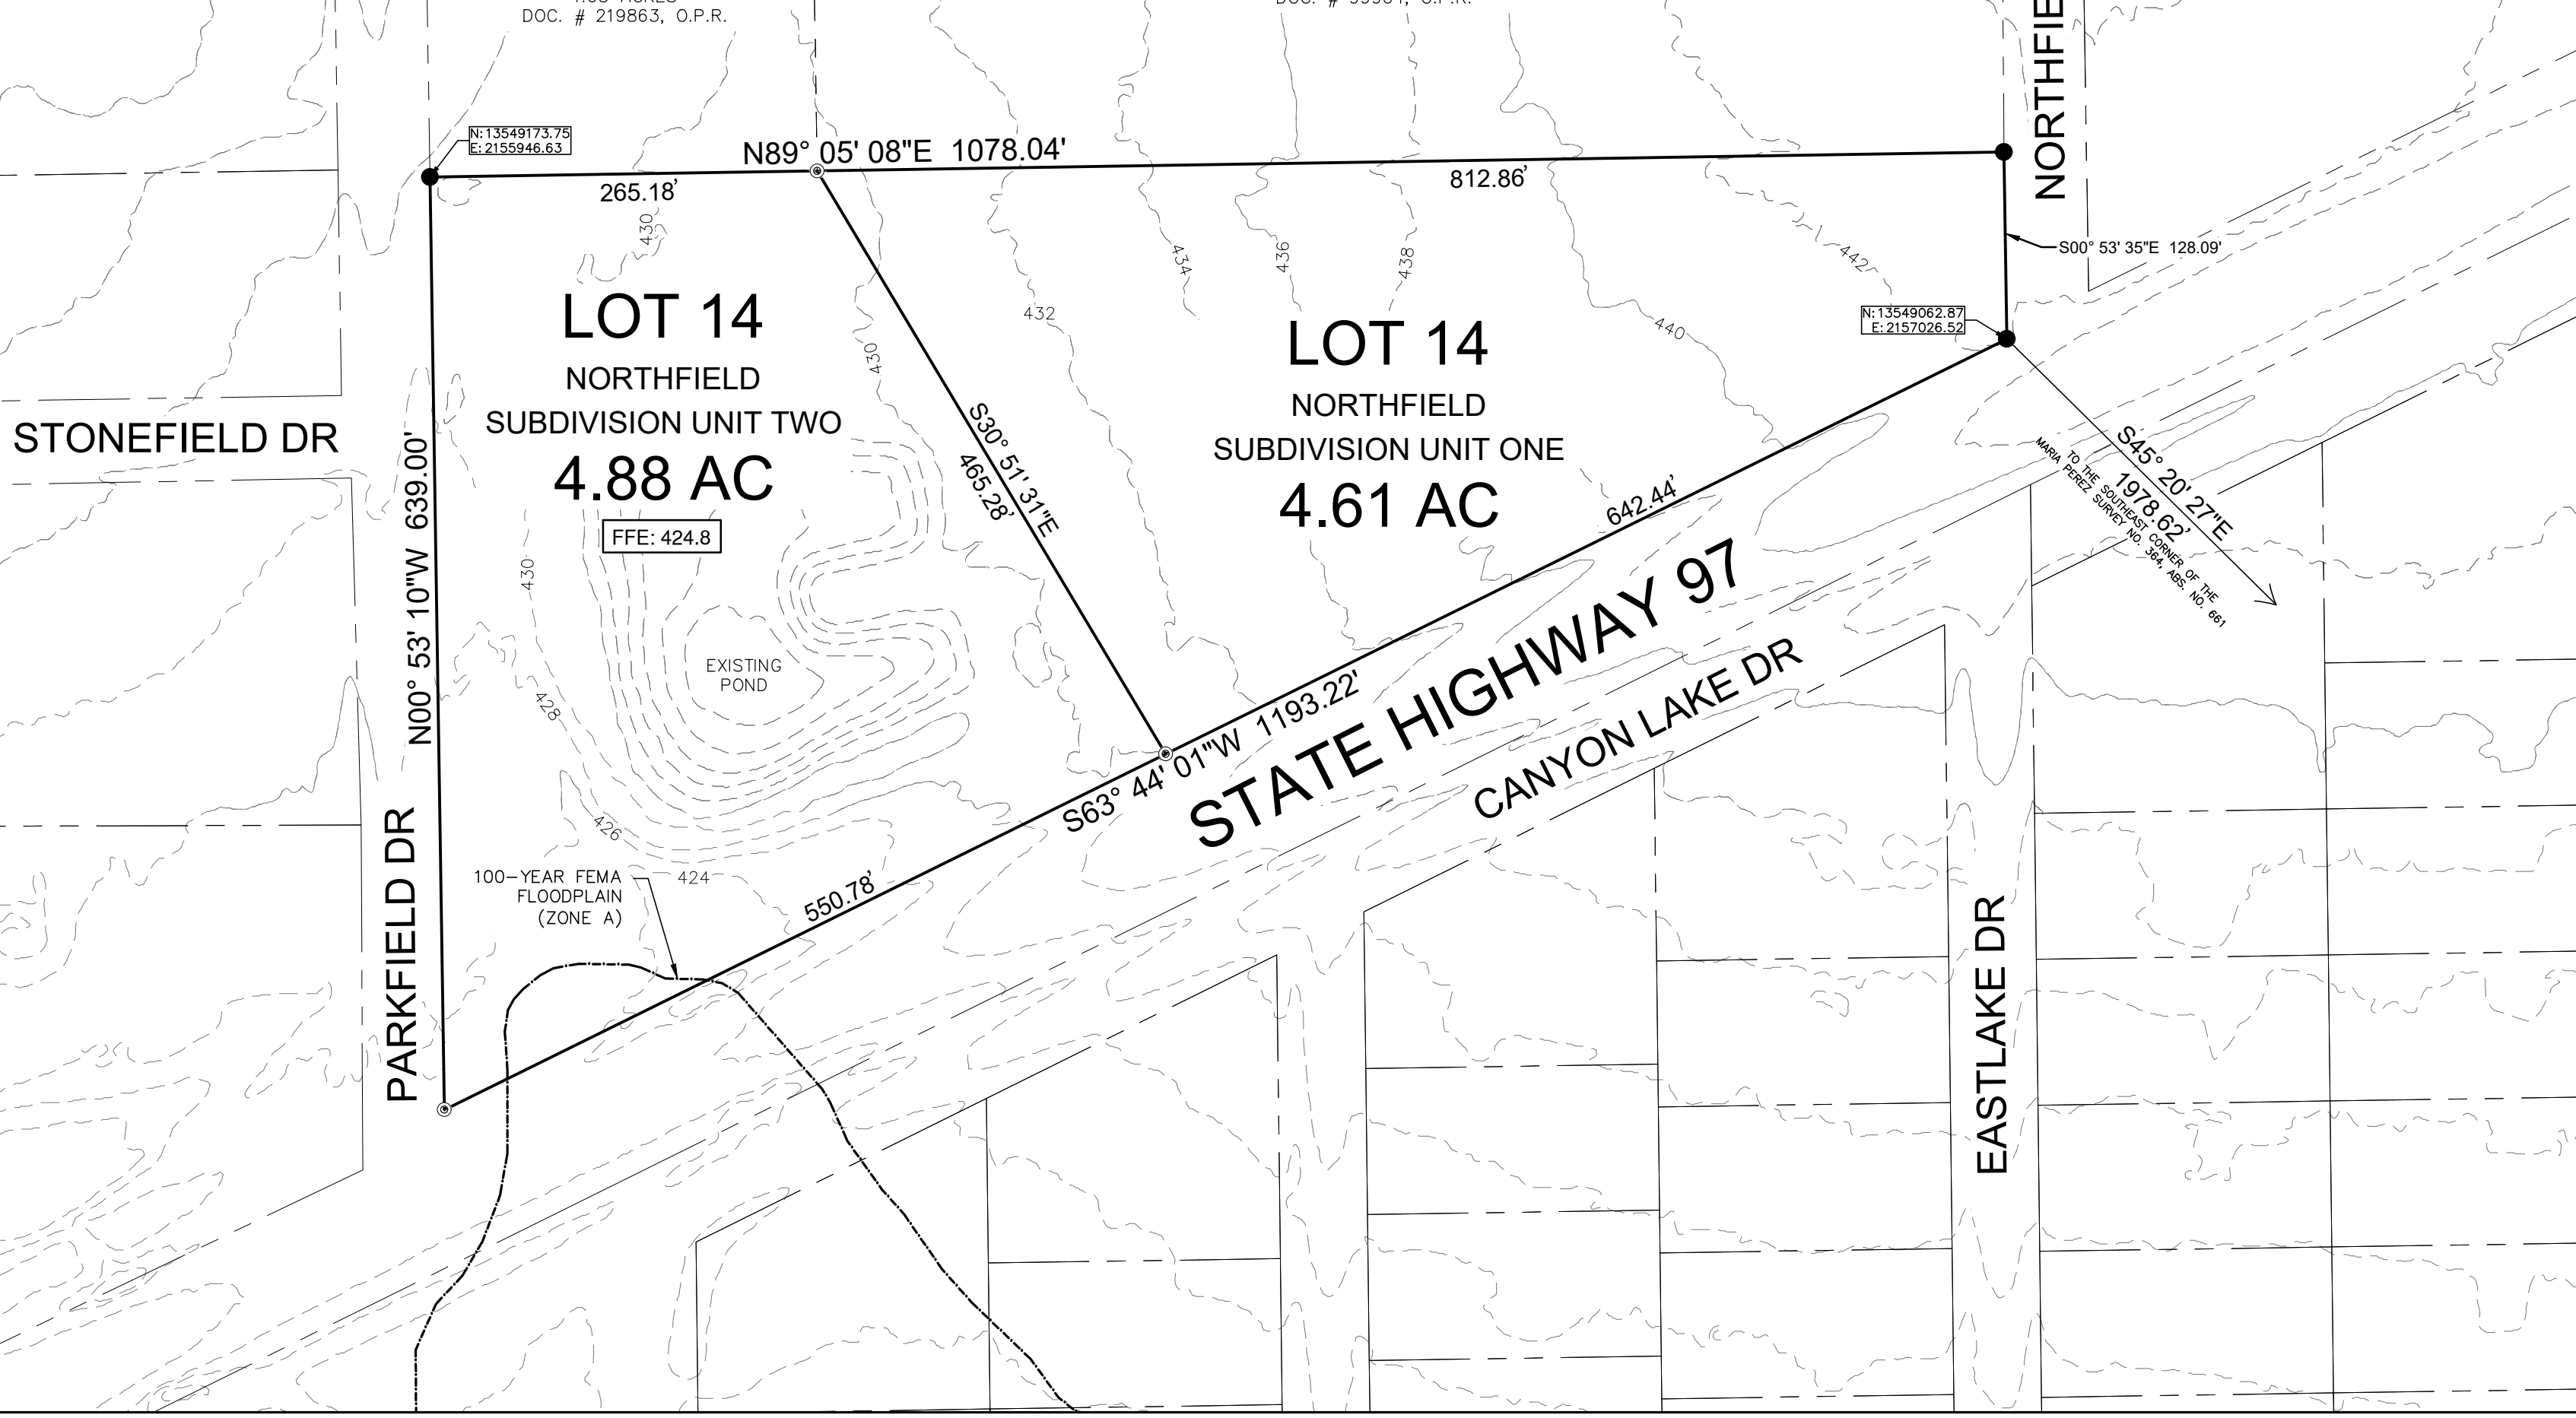 DOC. # 219863, O.P.R.
NORTHFIE
N:13549173.75
E:2155946.63
N89° 05' 08"E 1078.04'
265.18'
812.86'
430
434
436
438
442
S00° 53' 35"E 128.09'
N:13549062.87
E:2157026.52
432
440
430
LOT 14
NORTHFIELD
SUBDIVISION UNIT TWO
4.88 AC
FFE: 424.8
LOT 14
NORTHFIELD
SUBDIVISION UNIT ONE
4.61 AC
STONEFIELD DR
N00° 53' 10"W 639.00'
S30° 51' 31"E
465.28'
642.44'
S45° 20' 27"E
1978.62'
TO THE SOUTHEAST CORNER OF THE
MARIA PEREZ SURVEY NO. 364, ABS. NO. 661
430
EXISTING
POND
428
426
424
S63° 44' 01"W 1193.22'
STATE HIGHWAY 97
CANYON LAKE DR
550.78'
100-YEAR FEMA
FLOODPLAIN
(ZONE A)
PARKFIELD DR
EASTLAKE DR